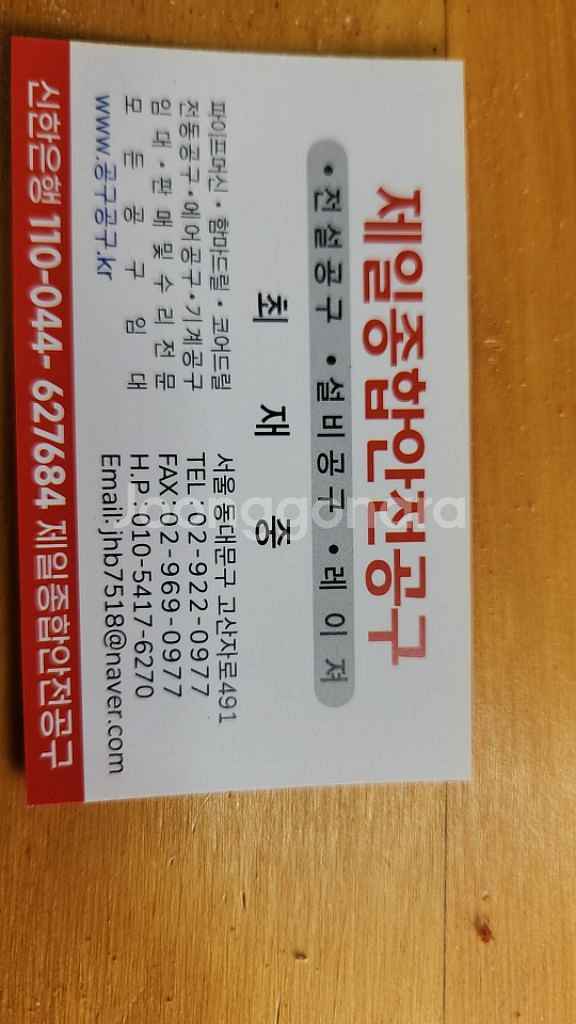 제일종합안전공구
• 전설공구 • 설비공구 • 레이져
최 재 중
파이프머신 • 함마드릴 • 코어드릴
전동공구 • 에어공구 • 기계공구
임대 • 판매 및 수리전문
모든공구임대
www.공구공구.kr
서울 동대문구 고산자로491
TEL : 02-922-0977
FAX : 02-969-0977
H.P : 010-5417-6270
Email: jhb7518@naver.com
신한은행 110-044- 627684 제일종합안전공구
Joonggonara